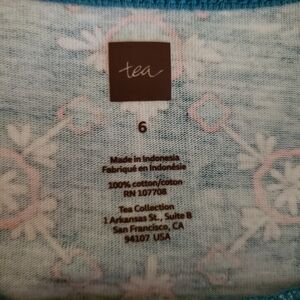 tea
6
Made in Indonesia
Fabriqué en Indonésie
100% cotton/coton
RN 107708
Tea Collection
1 Arkansas St., Suite B
San Francisco, CA
94107 USA